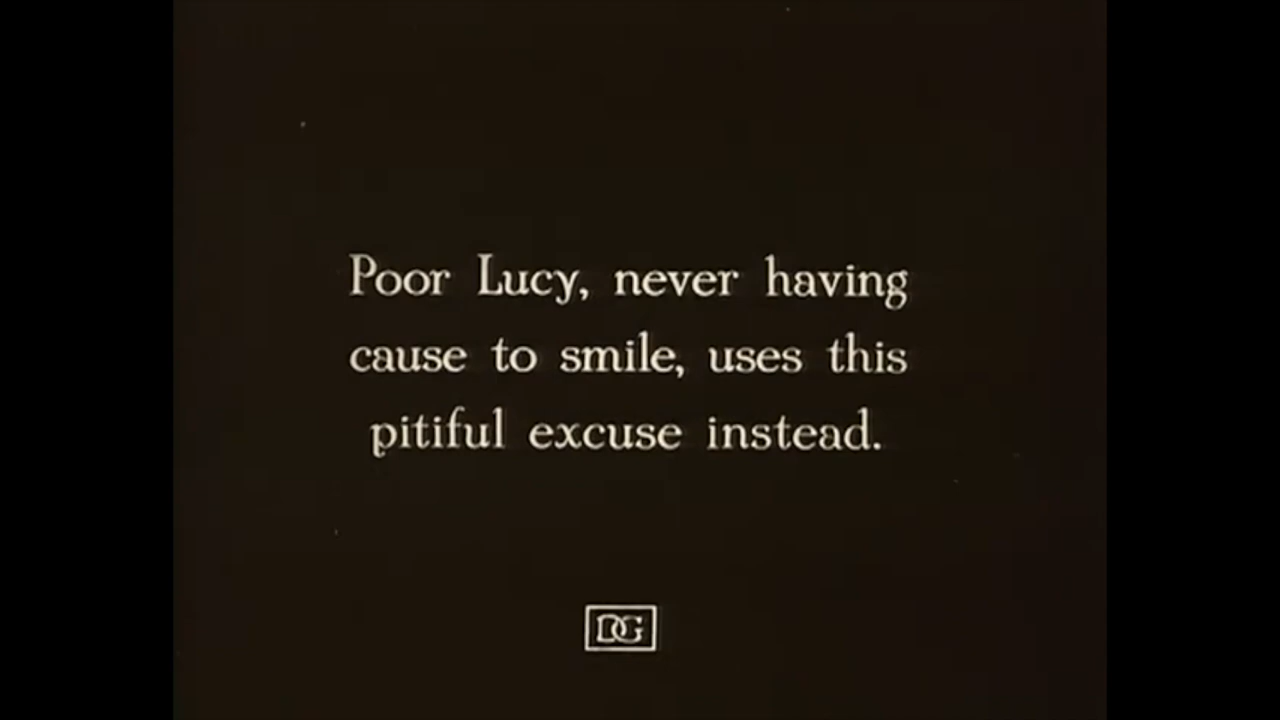 Poor Lucy, never having
cause to smile, uses this
pitiful excuse instead.
DG